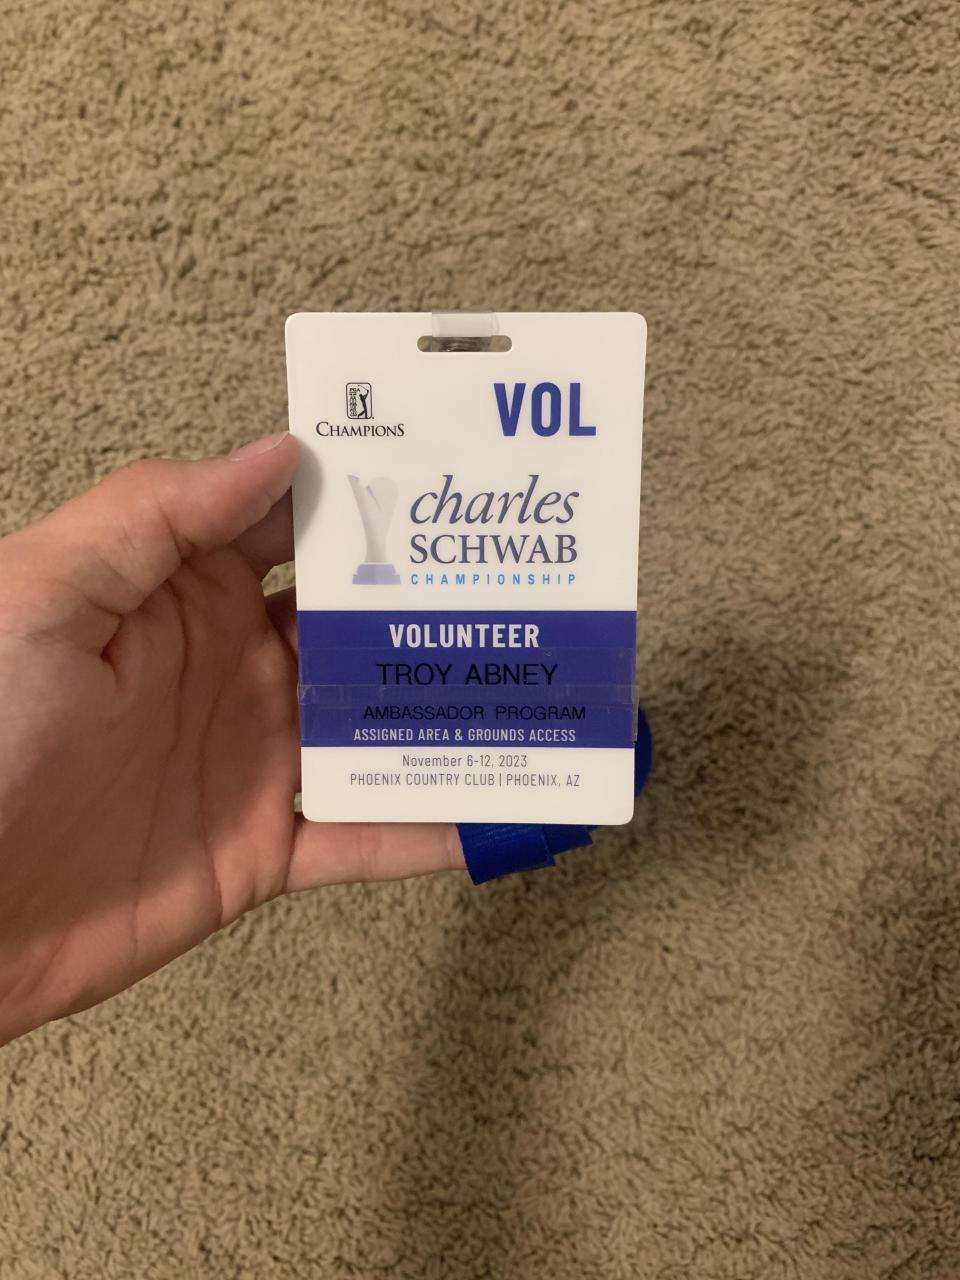 VOL
CHAMPIONS
charles
SCHWAB
CHAMPIONSHIP
VOLUNTEER
TROY ABNEY
AMBASSADOR PROGRAM
ASSIGNED AREA & GROUNDS ACCESS
November 6-12, 2023
PHOENIX COUNTRY CLUB | PHOENIX, AZ